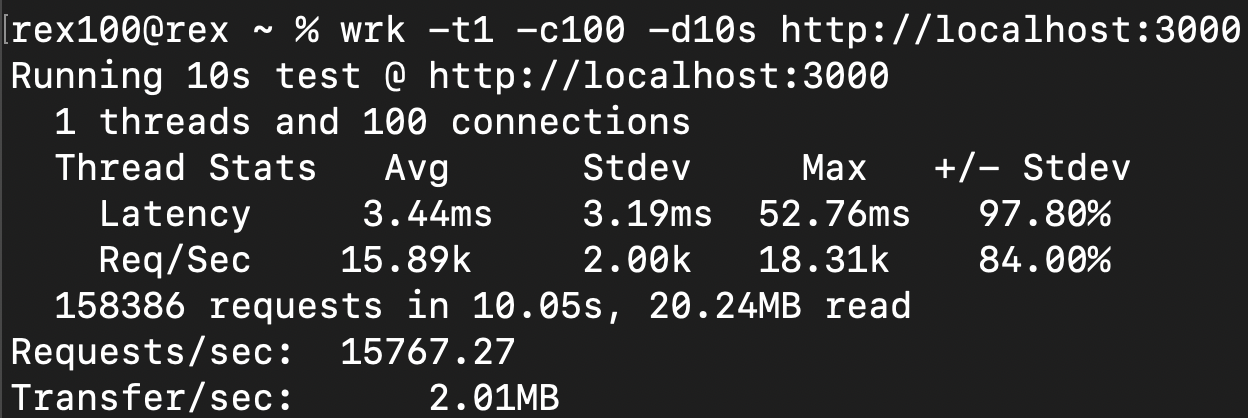 [rex100@rex ~ % wrk -t1 -c100 -d10s http://localhost:3000
Running 10s test @ http://localhost:3000
  1 threads and 100 connections
  Thread Stats   Avg      Stdev     Max   +/- Stdev
    Latency     3.44ms    3.19ms  52.76ms   97.80%
    Req/Sec    15.89k     2.00k   18.31k    84.00%
  158386 requests in 10.05s, 20.24MB read
Requests/sec:  15767.27
Transfer/sec:      2.01MB